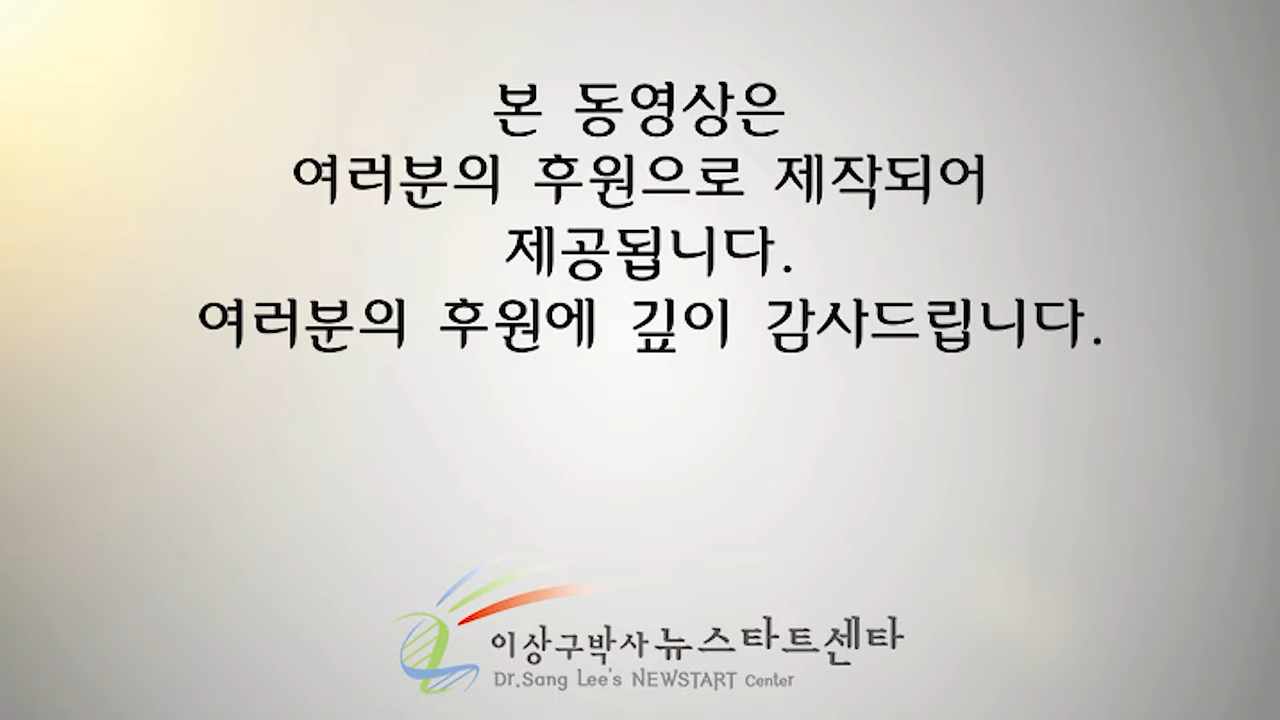 본 동영상은
여러분의 후원으로 제작되어
제공됩니다.
여러분의 후원에 깊이 감사드립니다.
이상구박사 뉴스타트센타
Dr.Sang Lee's NEWSTART Center